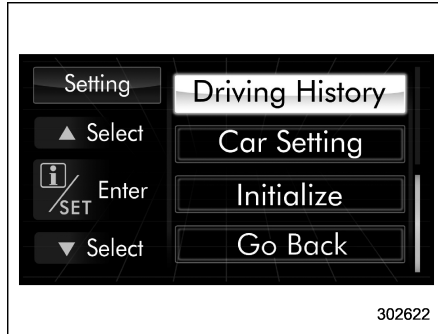 Setting
▲ Select
i/SET Enter
▼ Select
Driving History
Car Setting
Initialize
Go Back
302622